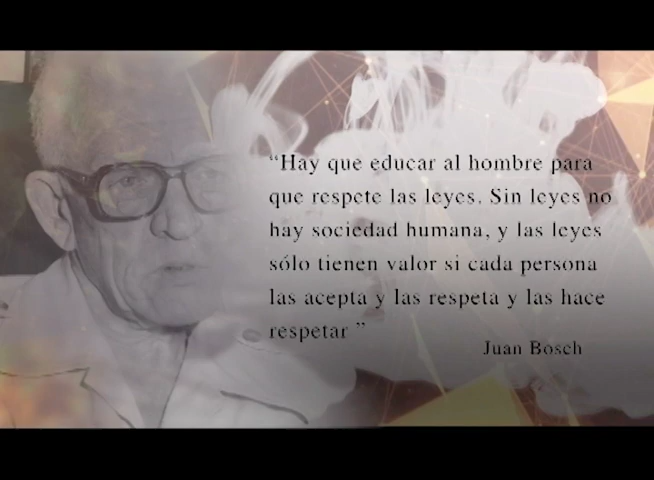 “Hay que educar al hombre para
que respete las leyes. Sin leyes no
hay sociedad humana, y las leyes
sólo tienen valor si cada persona
las acepta y las respeta y las hace
respetar ”
Juan Bosch